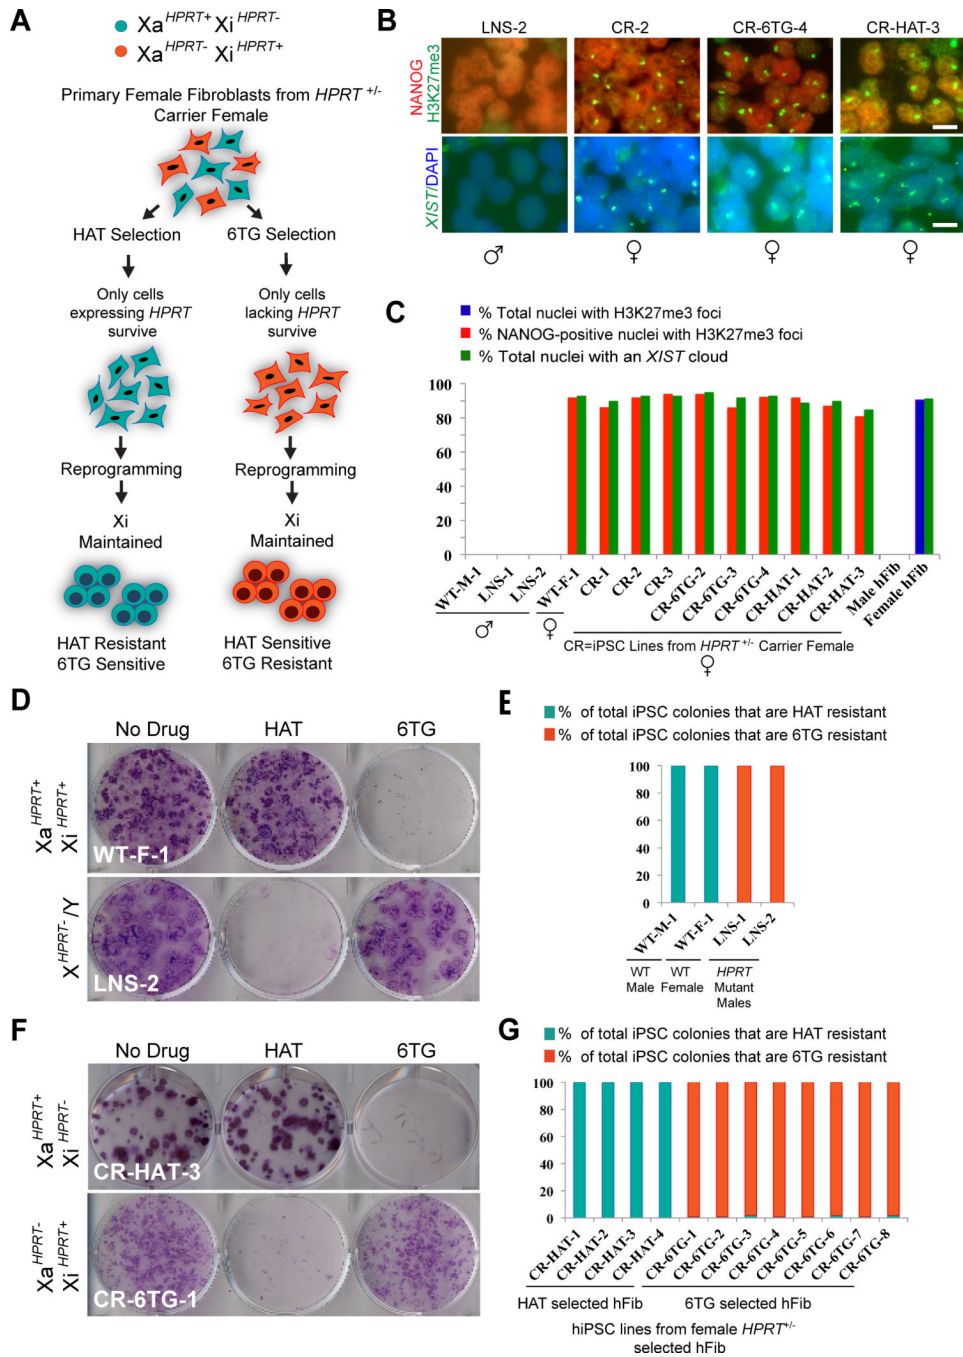 A
Xa HPRT+ Xi HPRT-
Xa HPRT- Xi HPRT+
Primary Female Fibroblasts from HPRT +/-
Carrier Female
HAT Selection
6TG Selection
Only cells
expressing HPRT
survive
Only cells
lacking HPRT
survive
Reprogramming
Reprogramming
Xi
Maintained
Xi
Maintained
HAT Resistant
6TG Sensitive
HAT Sensitive
6TG Resistant
B
LNS-2
CR-2
CR-6TG-4
CR-HAT-3
NANOG
H3K27me3
XIST/DAPI
♂
♀
♀
♀
C
% Total nuclei with H3K27me3 foci
% NANOG-positive nuclei with H3K27me3 foci
% Total nuclei with an XIST cloud
100
80
60
40
20
0
WT-M-1
LNS-1
LNS-2
WT-F-1
CR-1
CR-2
CR-3
CR-6TG-2
CR-6TG-3
CR-6TG-4
CR-HAT-1
CR-HAT-2
CR-HAT-3
Male hFib
Female hFib
♂
♀
CR=iPSC Lines from HPRT +/- Carrier Female
♀
D
No Drug
HAT
6TG
Xa HPRT+
Xi HPRT+
WT-F-1
X HPRT- /Y
LNS-2
E
% of total iPSC colonies that are HAT resistant
% of total iPSC colonies that are 6TG resistant
100
80
60
40
20
0
WT-M-1
WT-F-1
LNS-1
LNS-2
WT
Male
WT
Female
HPRT
Mutant
Males
F
No Drug
HAT
6TG
Xa HPRT+
Xi HPRT-
CR-HAT-3
Xa HPRT-
Xi HPRT+
CR-6TG-1
G
% of total iPSC colonies that are HAT resistant
% of total iPSC colonies that are 6TG resistant
100
80
60
40
20
0
CR-HAT-1
CR-HAT-2
CR-HAT-3
CR-HAT-4
CR-6TG-1
CR-6TG-2
CR-6TG-3
CR-6TG-4
CR-6TG-5
CR-6TG-6
CR-6TG-7
CR-6TG-8
HAT selected hFib
6TG selected hFib
hiPSC lines from female HPRT+/-
selected hFib